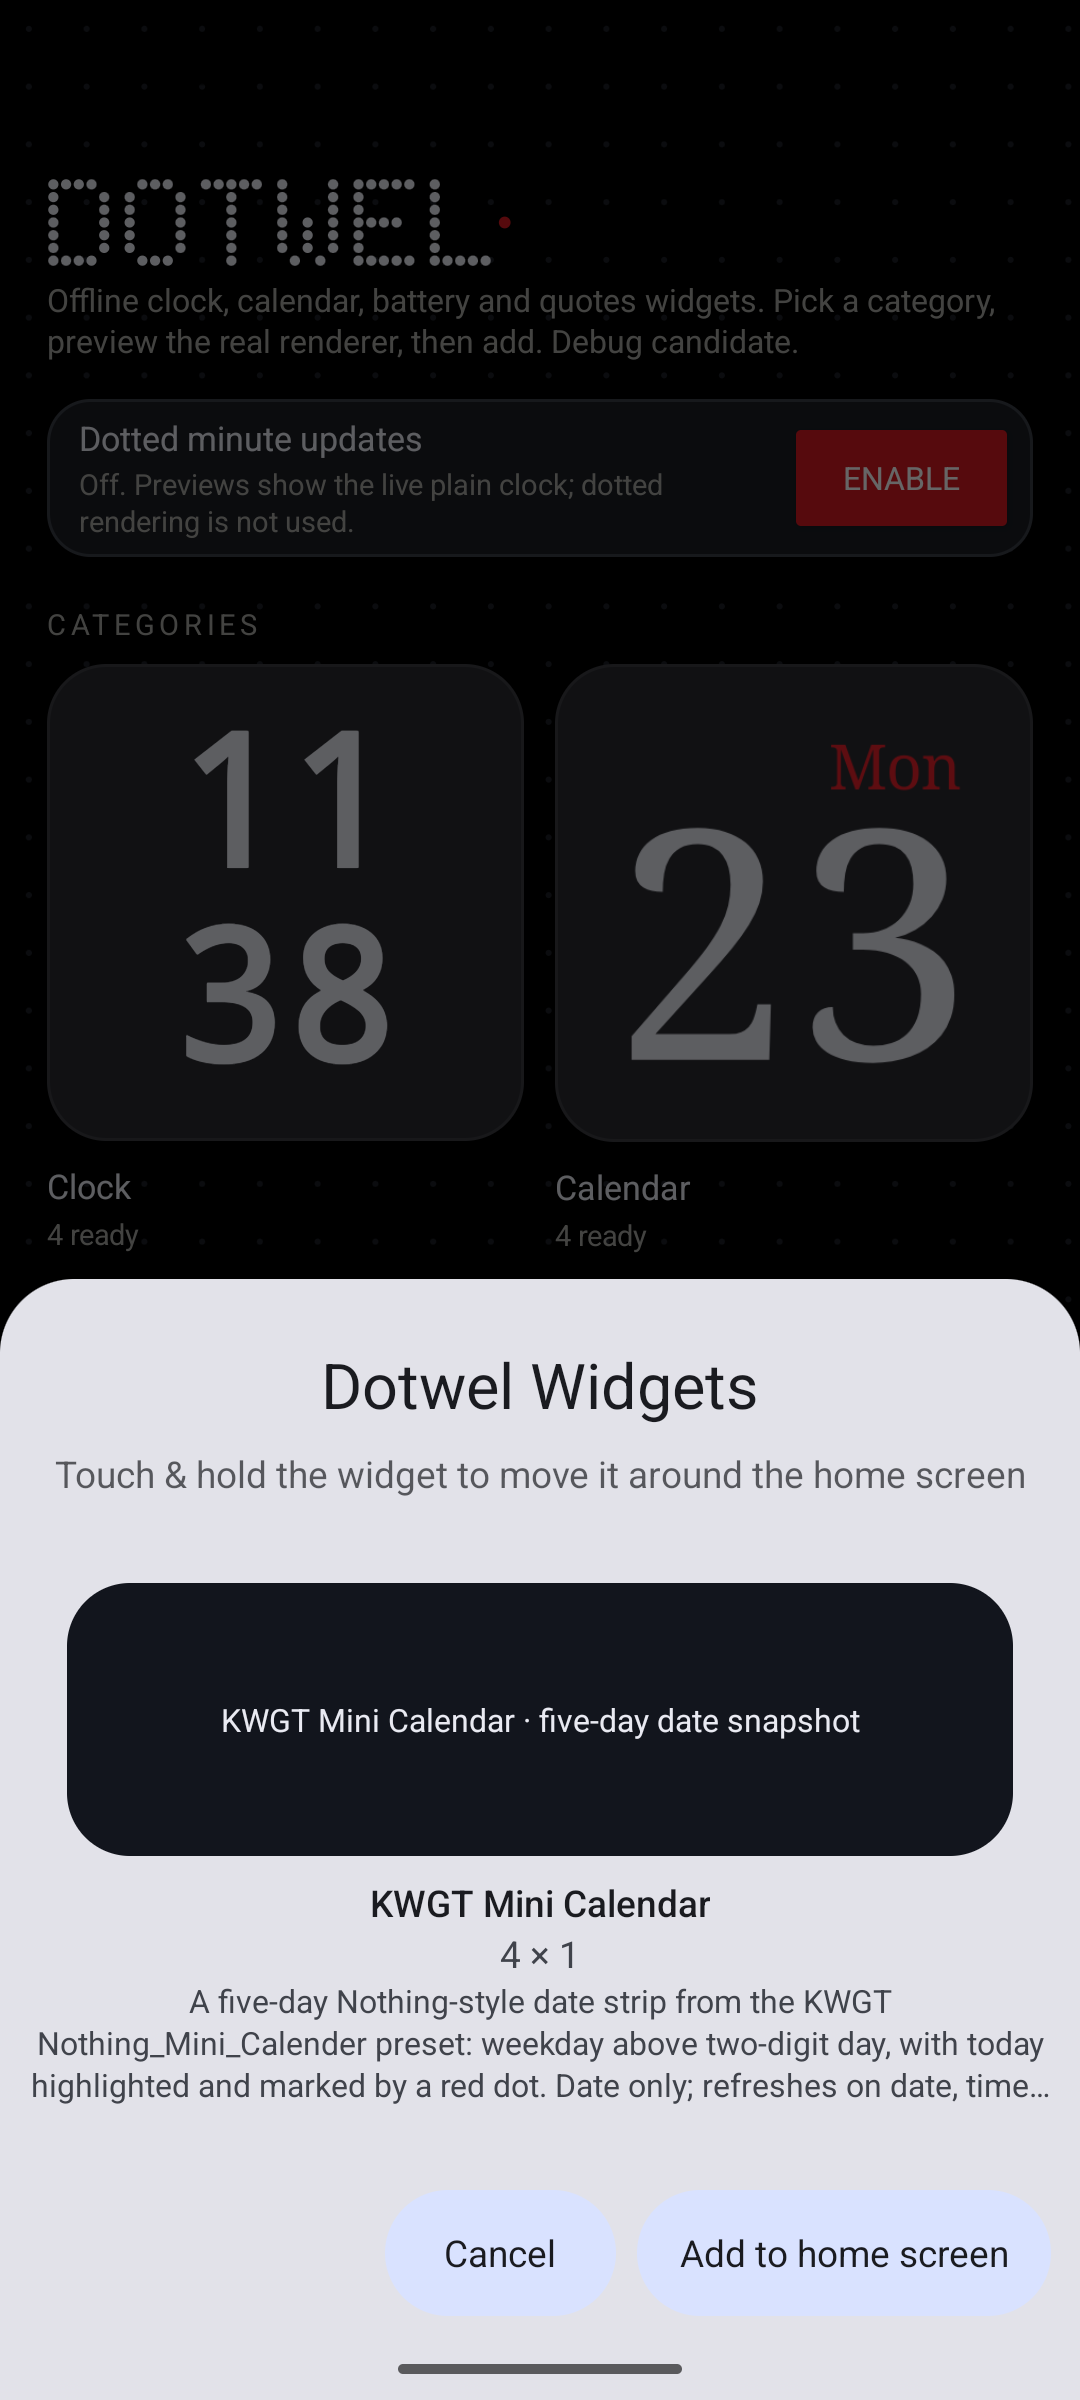 DOTWEL
Offline clock, calendar, battery and quotes widgets. Pick a category,
preview the real renderer, then add. Debug candidate.
Dotted minute updates
Off. Previews show the live plain clock; dotted
rendering is not used.
ENABLE
CATEGORIES
11
38
Mon
23
Clock
4 ready
Calendar
4 ready
Dotwel Widgets
Touch & hold the widget to move it around the home screen
KWGT Mini Calendar · five-day date snapshot
KWGT Mini Calendar
4 × 1
A five-day Nothing-style date strip from the KWGT
Nothing_Mini_Calender preset: weekday above two-digit day, with today
highlighted and marked by a red dot. Date only; refreshes on date, time…
Cancel
Add to home screen